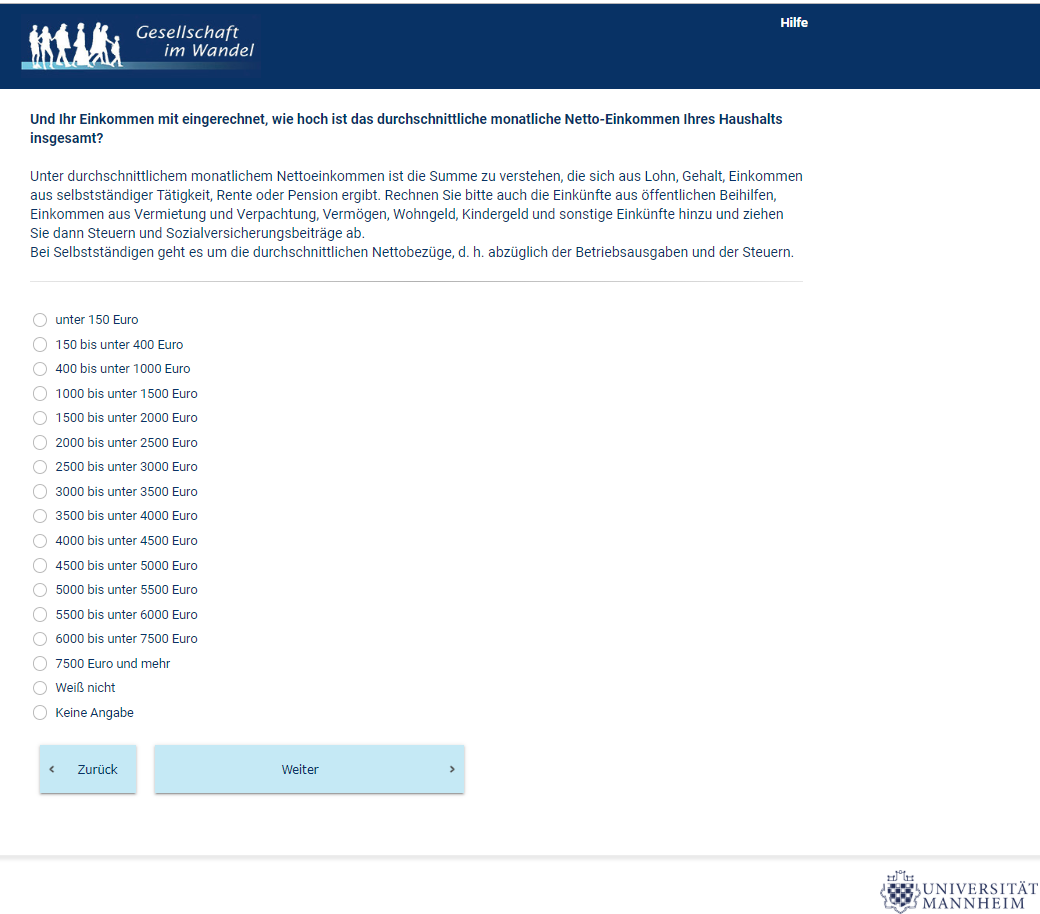 Gesellschaft
im Wandel
Hilfe
Und Ihr Einkommen mit eingerechnet, wie hoch ist das durchschnittliche monatliche Netto-Einkommen Ihres Haushalts
insgesamt?
Unter durchschnittlichem monatlichem Nettoeinkommen ist die Summe zu verstehen, die sich aus Lohn, Gehalt, Einkommen
aus selbstständiger Tätigkeit, Rente oder Pension ergibt. Rechnen Sie bitte auch die Einkünfte aus öffentlichen Beihilfen,
Einkommen aus Vermietung und Verpachtung, Vermögen, Wohngeld, Kindergeld und sonstige Einkünfte hinzu und ziehen
Sie dann Steuern und Sozialversicherungsbeiträge ab.
Bei Selbstständigen geht es um die durchschnittlichen Nettobezüge, d. h. abzüglich der Betriebsausgaben und der Steuern.
unter 150 Euro
150 bis unter 400 Euro
400 bis unter 1000 Euro
1000 bis unter 1500 Euro
1500 bis unter 2000 Euro
2000 bis unter 2500 Euro
2500 bis unter 3000 Euro
3000 bis unter 3500 Euro
3500 bis unter 4000 Euro
4000 bis unter 4500 Euro
4500 bis unter 5000 Euro
5000 bis unter 5500 Euro
5500 bis unter 6000 Euro
6000 bis unter 7500 Euro
7500 Euro und mehr
Weiß nicht
Keine Angabe
Zurück
Weiter
UNIVERSITÄT
MANNHEIM